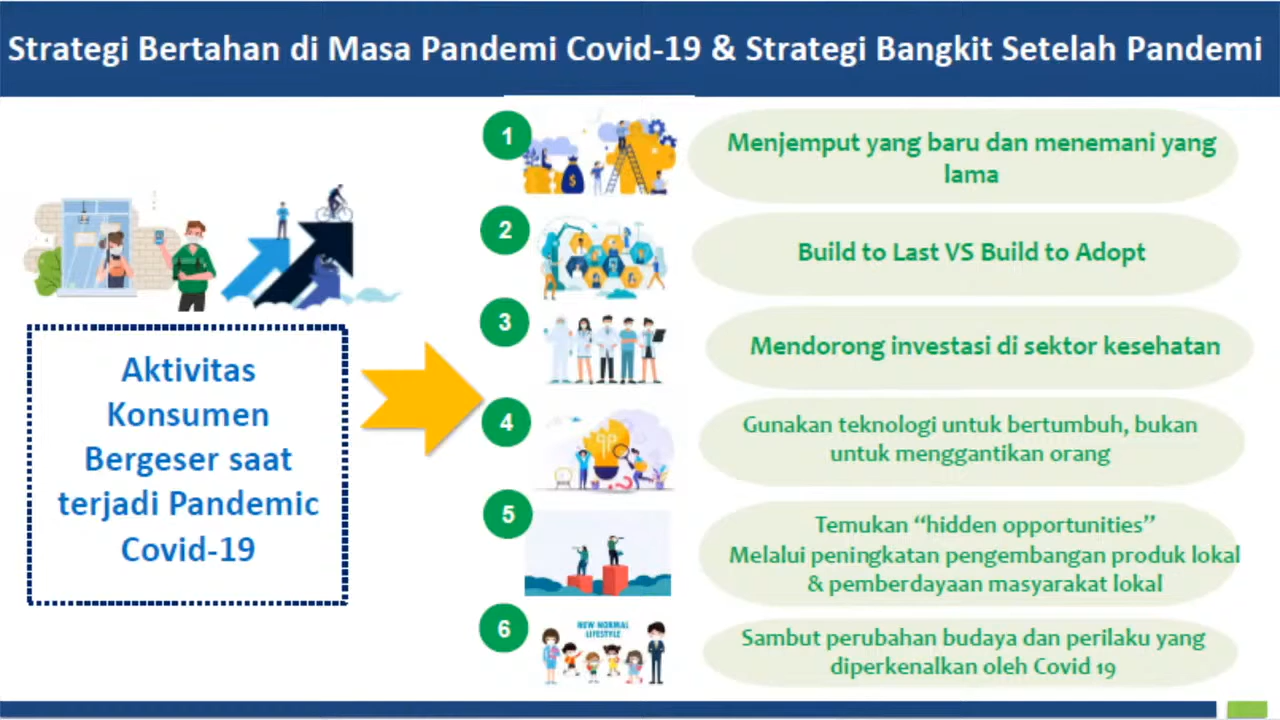 Strategi Bertahan di Masa Pandemi Covid-19 & Strategi Bangkit Setelah Pandemi
Aktivitas
Konsumen
Bergeser saat
terjadi Pandemic
Covid-19
1
Menjemput yang baru dan menemani yang
lama
2
Build to Last VS Build to Adopt
3
Mendorong investasi di sektor kesehatan
4
Gunakan teknologi untuk bertumbuh, bukan
untuk menggantikan orang
5
Temukan “hidden opportunities”
Melalui peningkatan pengembangan produk lokal
& pemberdayaan masyarakat lokal
6
NEW NORMAL
LIFESTYLE
Sambut perubahan budaya dan perilaku yang
diperkenalkan oleh Covid 19